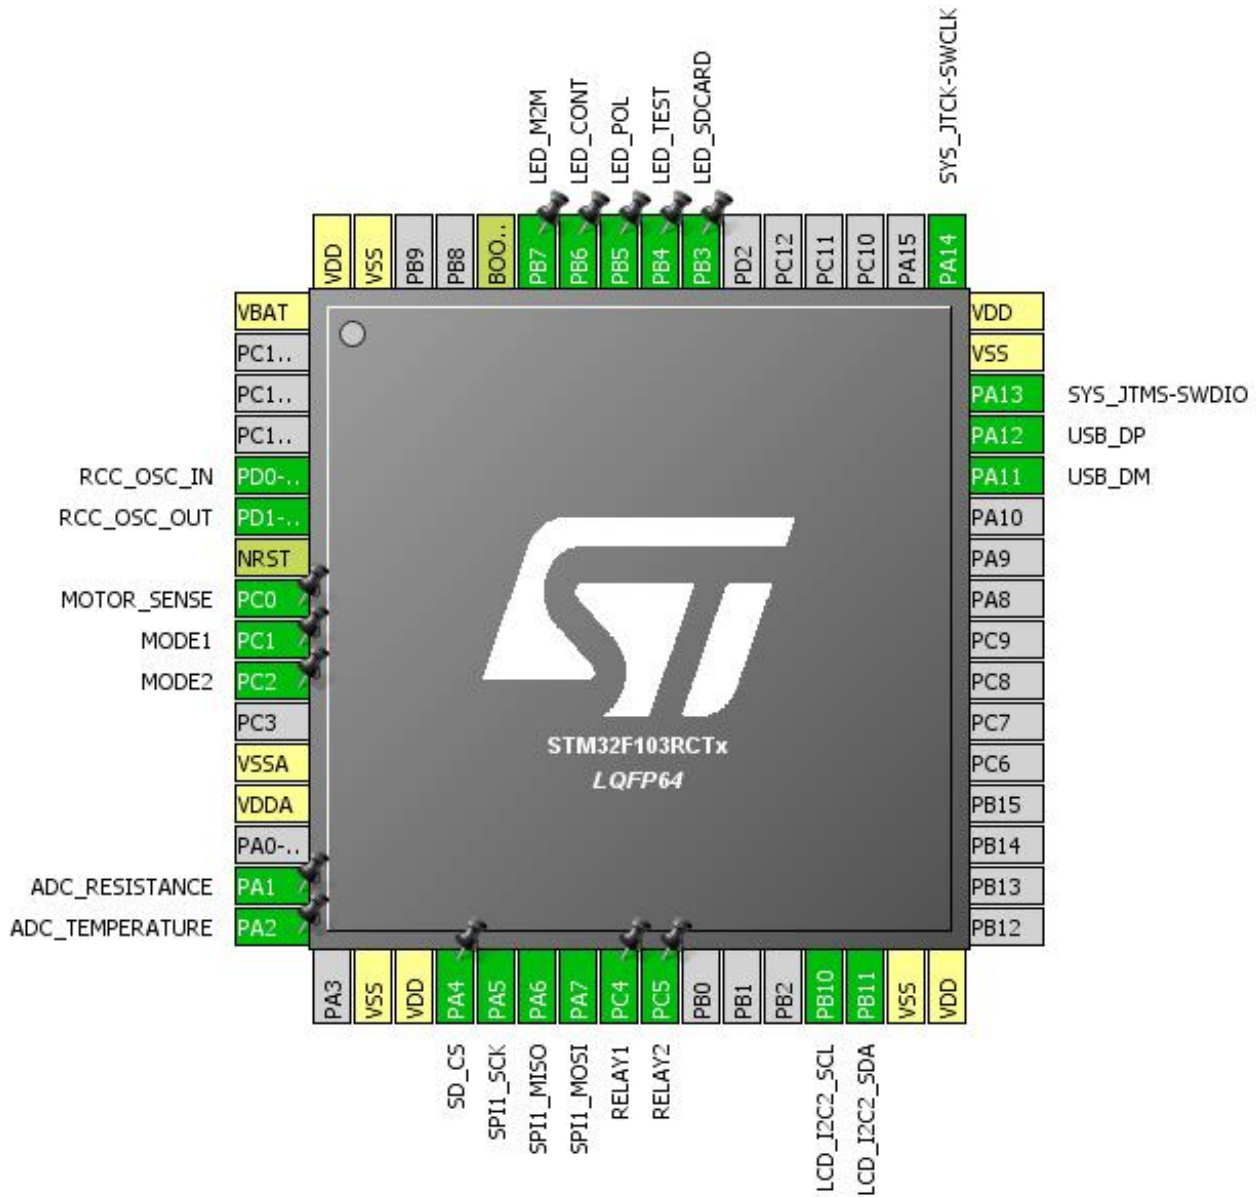 LED_M2M
LED_CONT
LED_POL
LED_TEST
LED_SDCARD
SYS_JTCK-SWCLK
VDD
VSS
PB9
PB8
BOO..
PB7
PB6
PB5
PB4
PB3
PD2
PC12
PC11
PC10
PA15
PA14
VBAT
PC1..
PC1..
PC1..
RCC_OSC_IN PD0-..
RCC_OSC_OUT PD1-..
NRST
MOTOR_SENSE PC0
MODE1 PC1
MODE2 PC2
PC3
VSSA
VDDA
PA0-..
ADC_RESISTANCE PA1
ADC_TEMPERATURE PA2
ST
STM32F103RCTx
LQFP64
VDD
VSS
PA13 SYS_JTMS-SWDIO
PA12 USB_DP
PA11 USB_DM
PA10
PA9
PA8
PC9
PC8
PC7
PC6
PB15
PB14
PB13
PB12
PA3
VSS
VDD
PA4
PA5
PA6
PA7
PC4
PC5
PB0
PB1
PB2
PB10
PB11
VSS
VDD
SD_CS
SPI1_SCK
SPI1_MISO
SPI1_MOSI
RELAY1
RELAY2
LCD_I2C2_SCL
LCD_I2C2_SDA